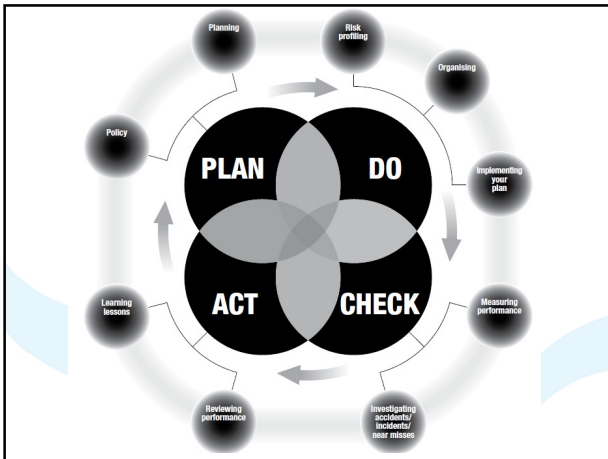 Planning
Risk
profiling
Organising
Policy
PLAN
DO
Implementing
your
plan
Learning
lessons
ACT
CHECK
Measuring
performance
Reviewing
performance
Investigating
accidents/
incidents/
near misses